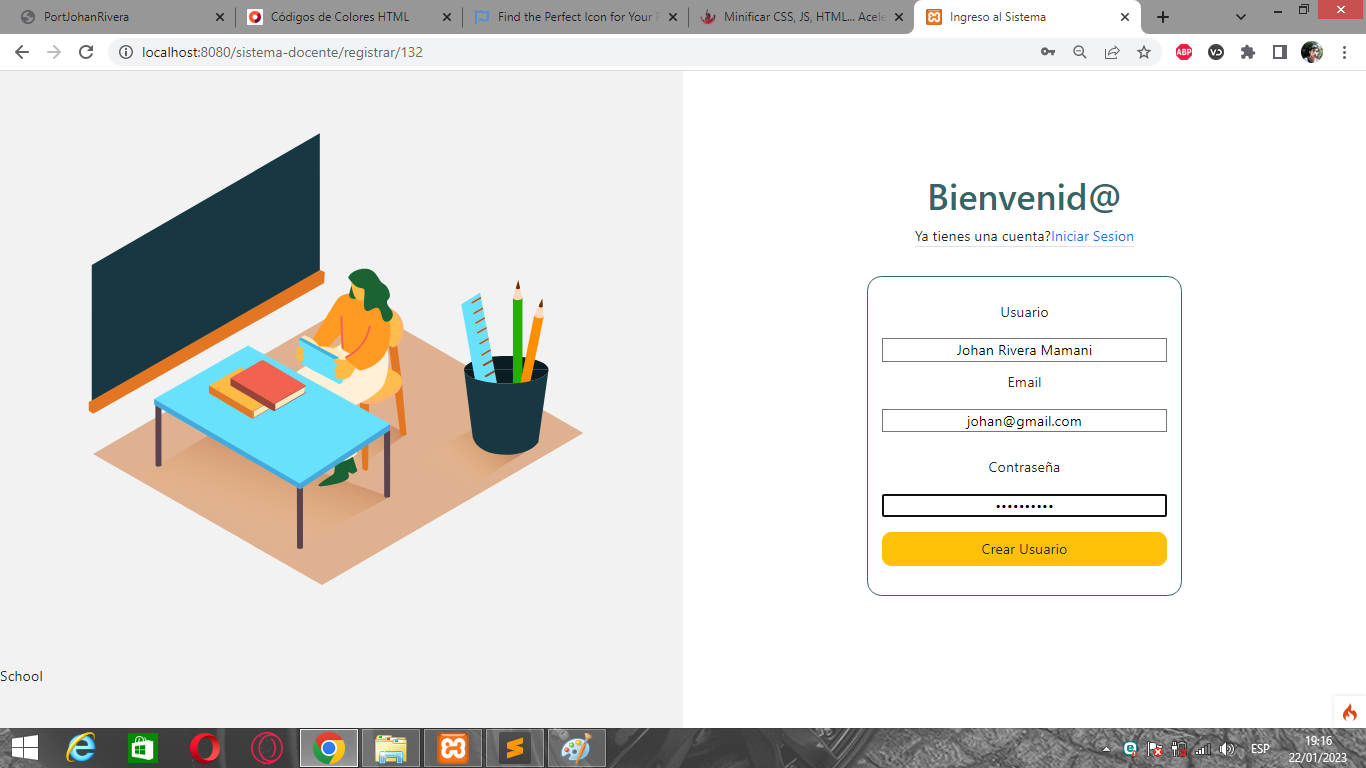 PortJohanRivera
Códigos de Colores HTML
Find the Perfect Icon for Your
Minificar CSS, JS, HTML... Acele
Ingreso al Sistema
localhost:8080/sistema-docente/registrar/132
ABP
Bienvenid@
Ya tienes una cuenta?Iniciar Sesion
Usuario
Johan Rivera Mamani
Email
johan@gmail.com
Contraseña
••••••••••
Crear Usuario
School
ESP
19:16
22/01/2023